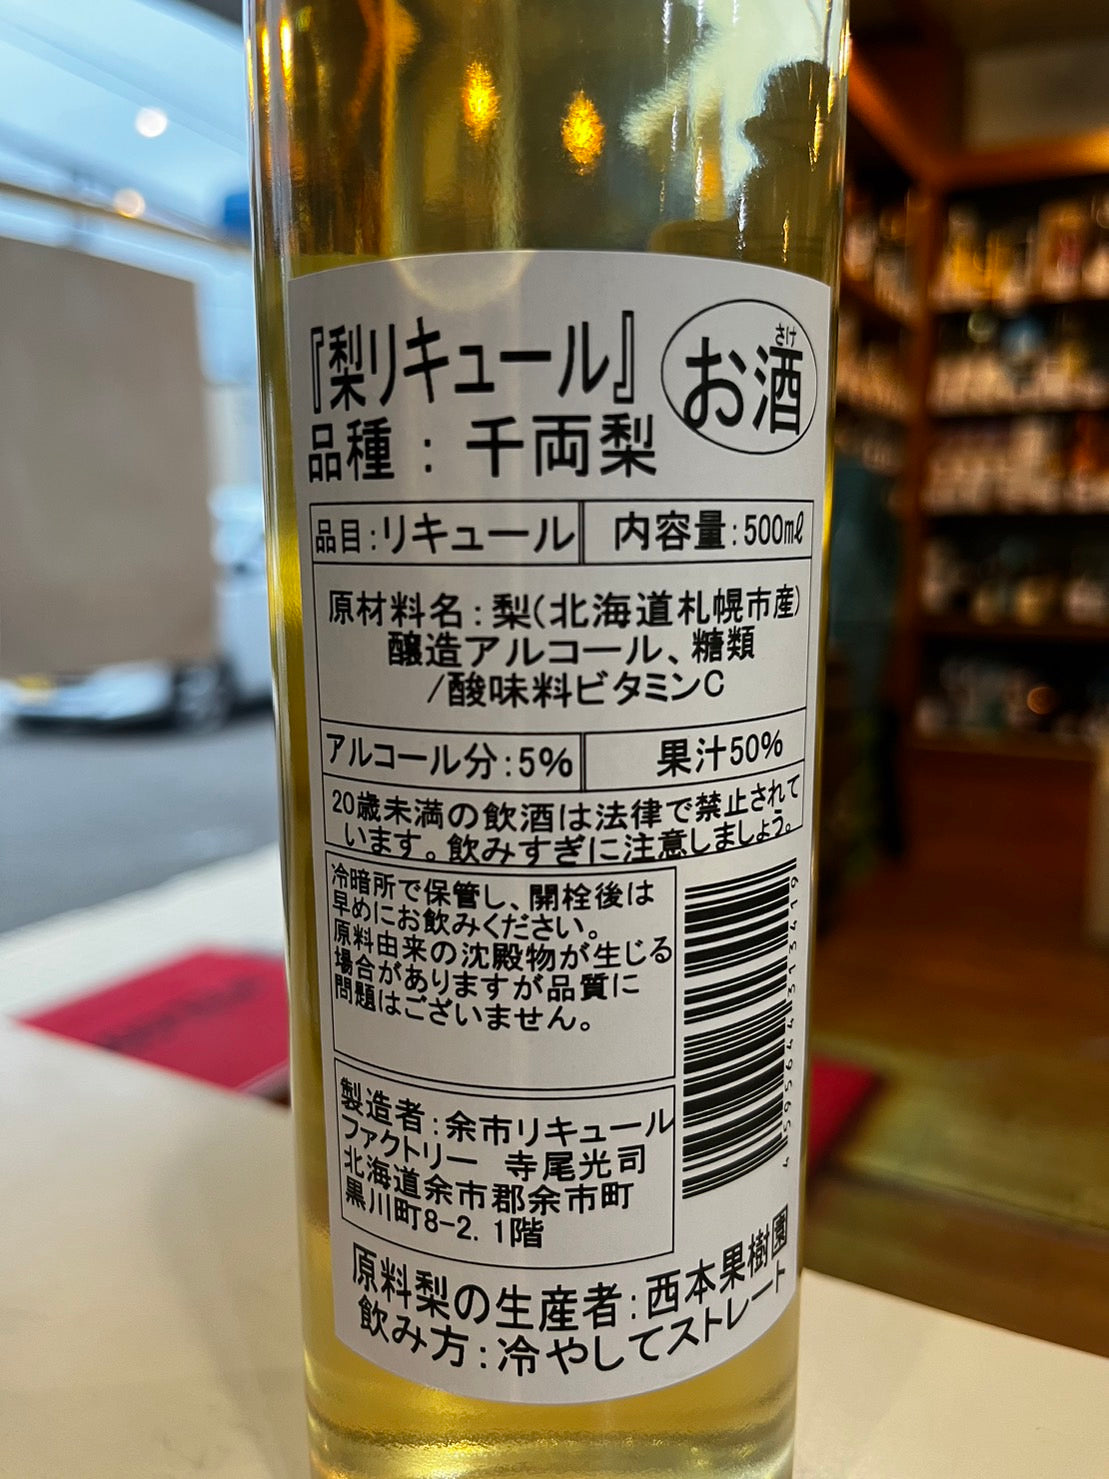 『梨リキュール』
お酒
さけ
品種：千両梨
品目：リキュール
内容量：500㎖
原材料名：梨(北海道札幌市産)
醸造アルコール、糖類
/酸味料ビタミンC
アルコール分：5%
果汁50%
20歳未満の飲酒は法律で禁止されて
います。飲みすぎに注意しましょう。
冷暗所で保管し、開栓後は
早めにお飲みください。
原料由来の沈殿物が生じる
場合がありますが品質に
問題はございません。
4595644313419
製造者：余市リキュール
ファクトリー　寺尾光司
北海道余市郡余市町
黒川町8-2. 1階
原料梨の生産者：西本果樹園
飲み方：冷やしてストレート